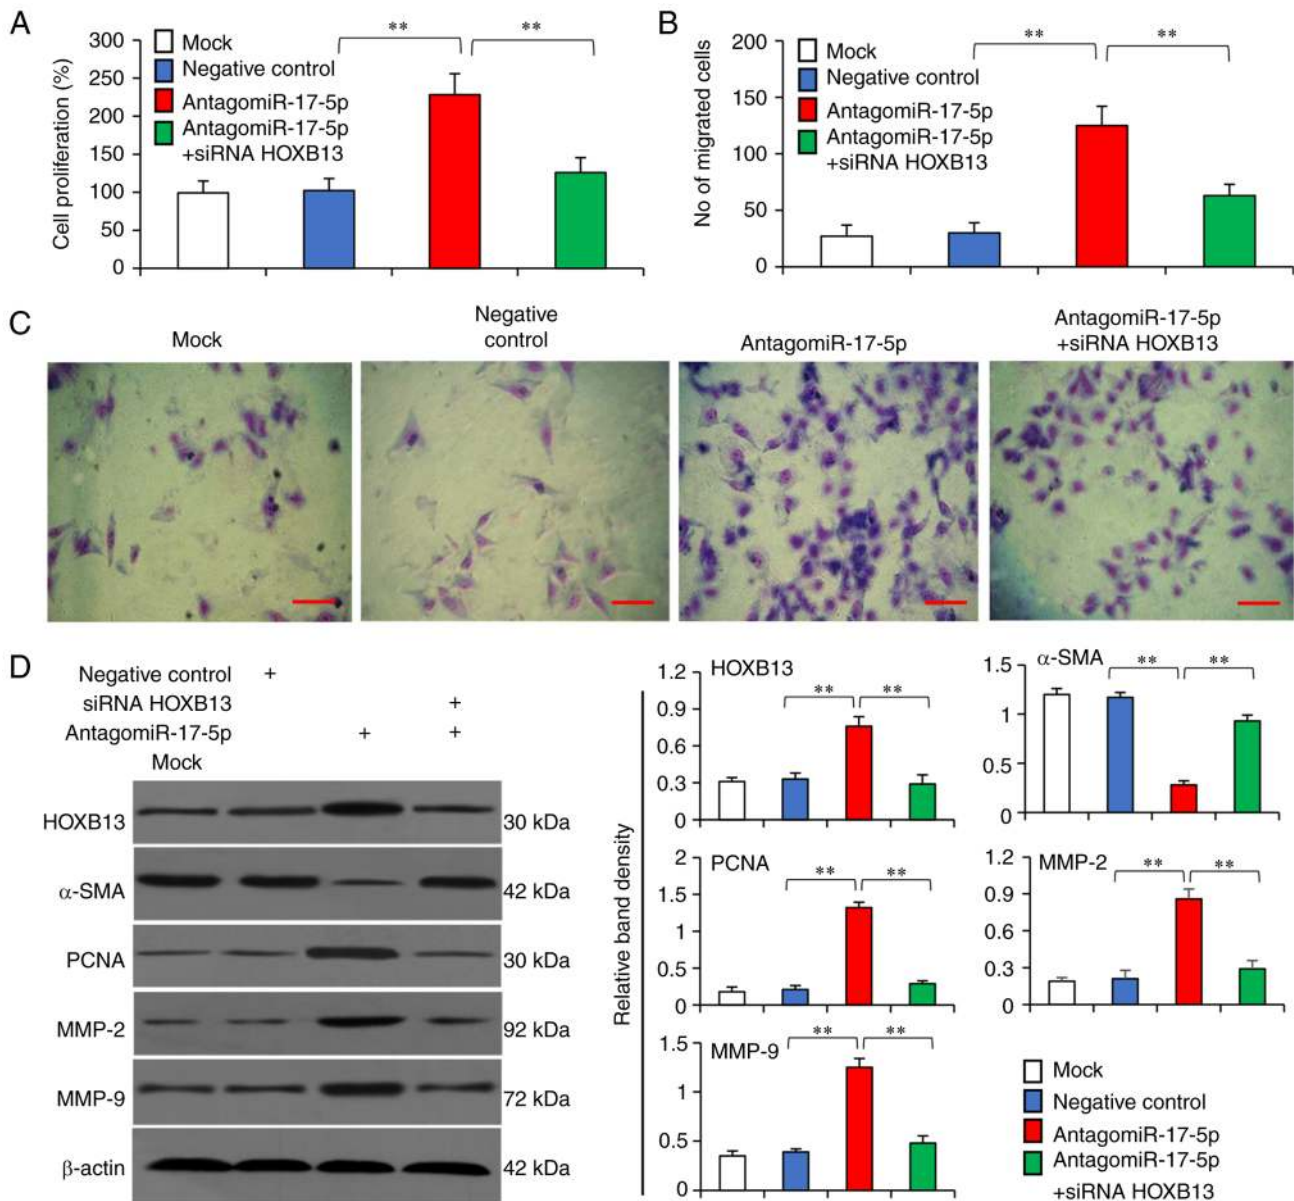 A
Cell proliferation (%)
300
250
200
150
100
50
0
Mock
Negative control
AntagomiR-17-5p
AntagomiR-17-5p
+siRNA HOXB13
**
**
B
No of migrated cells
200
150
100
50
0
Mock
Negative control
AntagomiR-17-5p
AntagomiR-17-5p
+siRNA HOXB13
**
**
C
Mock
Negative
control
AntagomiR-17-5p
AntagomiR-17-5p
+siRNA HOXB13
D
Negative control +
siRNA HOXB13 +
AntagomiR-17-5p + +
Mock
HOXB13 30 kDa
α-SMA 42 kDa
PCNA 30 kDa
MMP-2 92 kDa
MMP-9 72 kDa
β-actin 42 kDa
Relative band density
HOXB13
1.2
0.9
0.6
0.3
0
**
**
α-SMA
1.5
1
0.5
0
**
**
PCNA
2
1.5
1
0.5
0
**
**
MMP-2
1.2
0.9
0.6
0.3
0
**
**
MMP-9
1.5
1
0.5
0
**
**
Mock
Negative control
AntagomiR-17-5p
AntagomiR-17-5p
+siRNA HOXB13